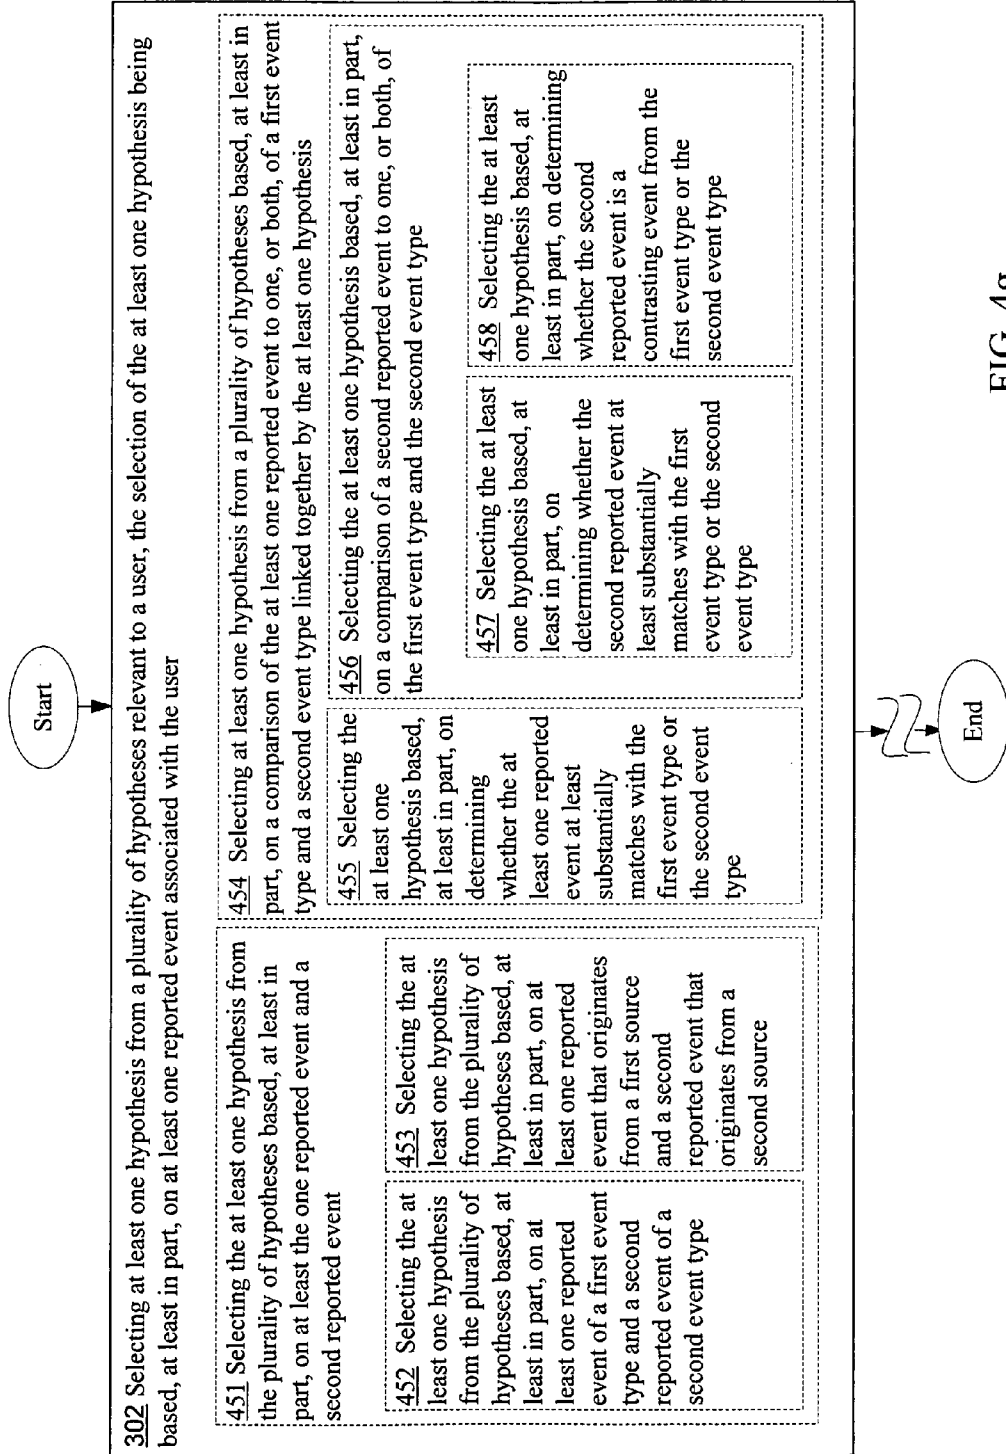 Start
302 Selecting at least one hypothesis from a plurality of hypotheses relevant to a user, the selection of the at least one hypothesis being
based, at least in part, on at least one reported event associated with the user
451 Selecting the at least one hypothesis from
the plurality of hypotheses based, at least in
part, on at least the one reported event and a
second reported event
452 Selecting the at
least one hypothesis
from the plurality of
hypotheses based, at
least in part, on at
least one reported
event of a first event
type and a second
reported event of a
second event type
453 Selecting the at
least one hypothesis
from the plurality of
hypotheses based, at
least in part, on at
least one reported
event that originates
from a first source
and a second
reported event that
originates from a
second source
454 Selecting at least one hypothesis from a plurality of hypotheses based, at least in
part, on a comparison of the at least one reported event to one, or both, of a first event
type and a second event type linked together by the at least one hypothesis
455 Selecting the
at least one
hypothesis based,
at least in part, on
determining
whether the at
least one reported
event at least
substantially
matches with the
first event type or
the second event
type
456 Selecting the at least one hypothesis based, at least in part,
on a comparison of a second reported event to one, or both, of
the first event type and the second event type
457 Selecting the at least
one hypothesis based, at
least in part, on
determining whether the
second reported event at
least substantially
matches with the first
event type or the second
event type
458 Selecting the at least
one hypothesis based, at
least in part, on determining
whether the second
reported event is a
contrasting event from the
first event type or the
second event type
End
FIG. 4g